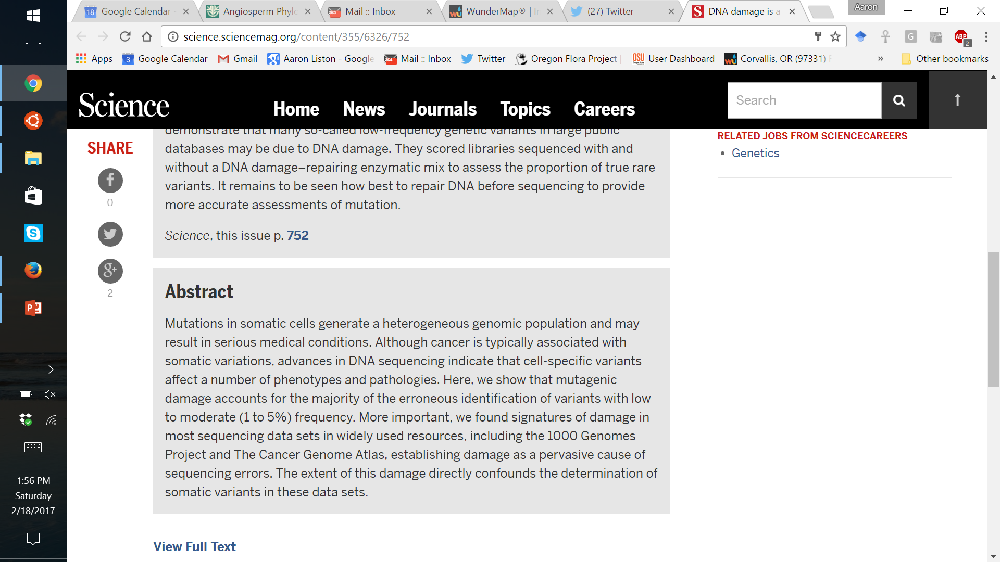 Google Calendar
Angiosperm Phylo
Mail :: Inbox
WunderMap® | In
(27) Twitter
DNA damage is a
Aaron
science.sciencemag.org/content/355/6326/752
Apps
Google Calendar
Gmail
Aaron Liston - Google
Mail :: Inbox
Twitter
Oregon Flora Project
User Dashboard
Corvallis, OR (97331)
»
Other bookmarks
Science
Home
News
Journals
Topics
Careers
Search
SHARE
0
2
demonstrate that many so-called low-frequency genetic variants in large public
databases may be due to DNA damage. They scored libraries sequenced with and
without a DNA damage–repairing enzymatic mix to assess the proportion of true rare
variants. It remains to be seen how best to repair DNA before sequencing to provide
more accurate assessments of mutation.
Science, this issue p. 752
Abstract
Mutations in somatic cells generate a heterogeneous genomic population and may
result in serious medical conditions. Although cancer is typically associated with
somatic variations, advances in DNA sequencing indicate that cell-specific variants
affect a number of phenotypes and pathologies. Here, we show that mutagenic
damage accounts for the majority of the erroneous identification of variants with low
to moderate (1 to 5%) frequency. More important, we found signatures of damage in
most sequencing data sets in widely used resources, including the 1000 Genomes
Project and The Cancer Genome Atlas, establishing damage as a pervasive cause of
sequencing errors. The extent of this damage directly confounds the determination of
somatic variants in these data sets.
View Full Text
RELATED JOBS FROM SCIENCECAREERS
Genetics
1:56 PM
Saturday
2/18/2017